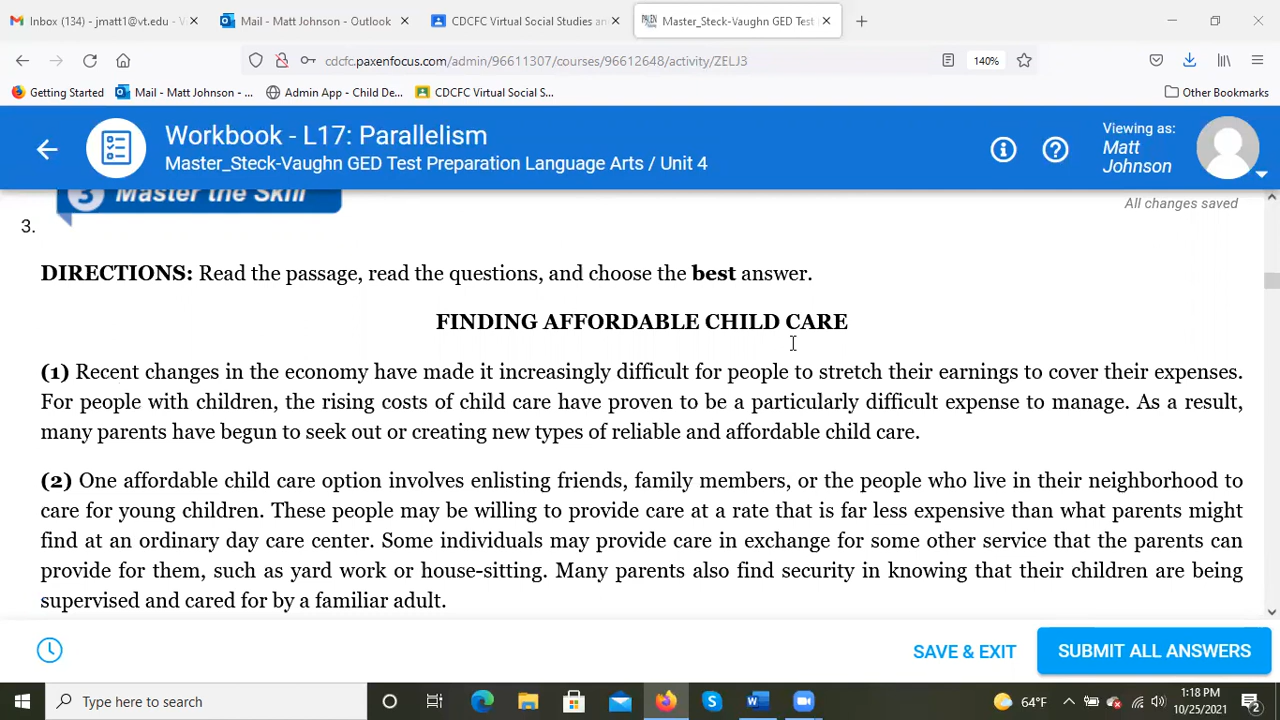 Inbox (134) - jmatt1@vt.edu - V
Mail - Matt Johnson - Outlook
CDCFC Virtual Social Studies an
PAXEN
Master_Steck-Vaughn GED Test
cdcfc.paxenfocus.com/admin/96611307/courses/96612648/activity/ZELJ3
140%
Getting Started
Mail - Matt Johnson - ...
Admin App - Child De...
CDCFC Virtual Social S...
Other Bookmarks
Workbook - L17: Parallelism
Master_Steck-Vaughn GED Test Preparation Language Arts / Unit 4
Viewing as:
Matt
Johnson
3 Master the Skill
All changes saved
3.
DIRECTIONS: Read the passage, read the questions, and choose the best answer.
FINDING AFFORDABLE CHILD CARE
(1) Recent changes in the economy have made it increasingly difficult for people to stretch their earnings to cover their expenses.
For people with children, the rising costs of child care have proven to be a particularly difficult expense to manage. As a result,
many parents have begun to seek out or creating new types of reliable and affordable child care.
(2) One affordable child care option involves enlisting friends, family members, or the people who live in their neighborhood to
care for young children. These people may be willing to provide care at a rate that is far less expensive than what parents might
find at an ordinary day care center. Some individuals may provide care in exchange for some other service that the parents can
provide for them, such as yard work or house-sitting. Many parents also find security in knowing that their children are being
supervised and cared for by a familiar adult.
SAVE & EXIT
SUBMIT ALL ANSWERS
Type here to search
64°F
1:18 PM
10/25/2021
2